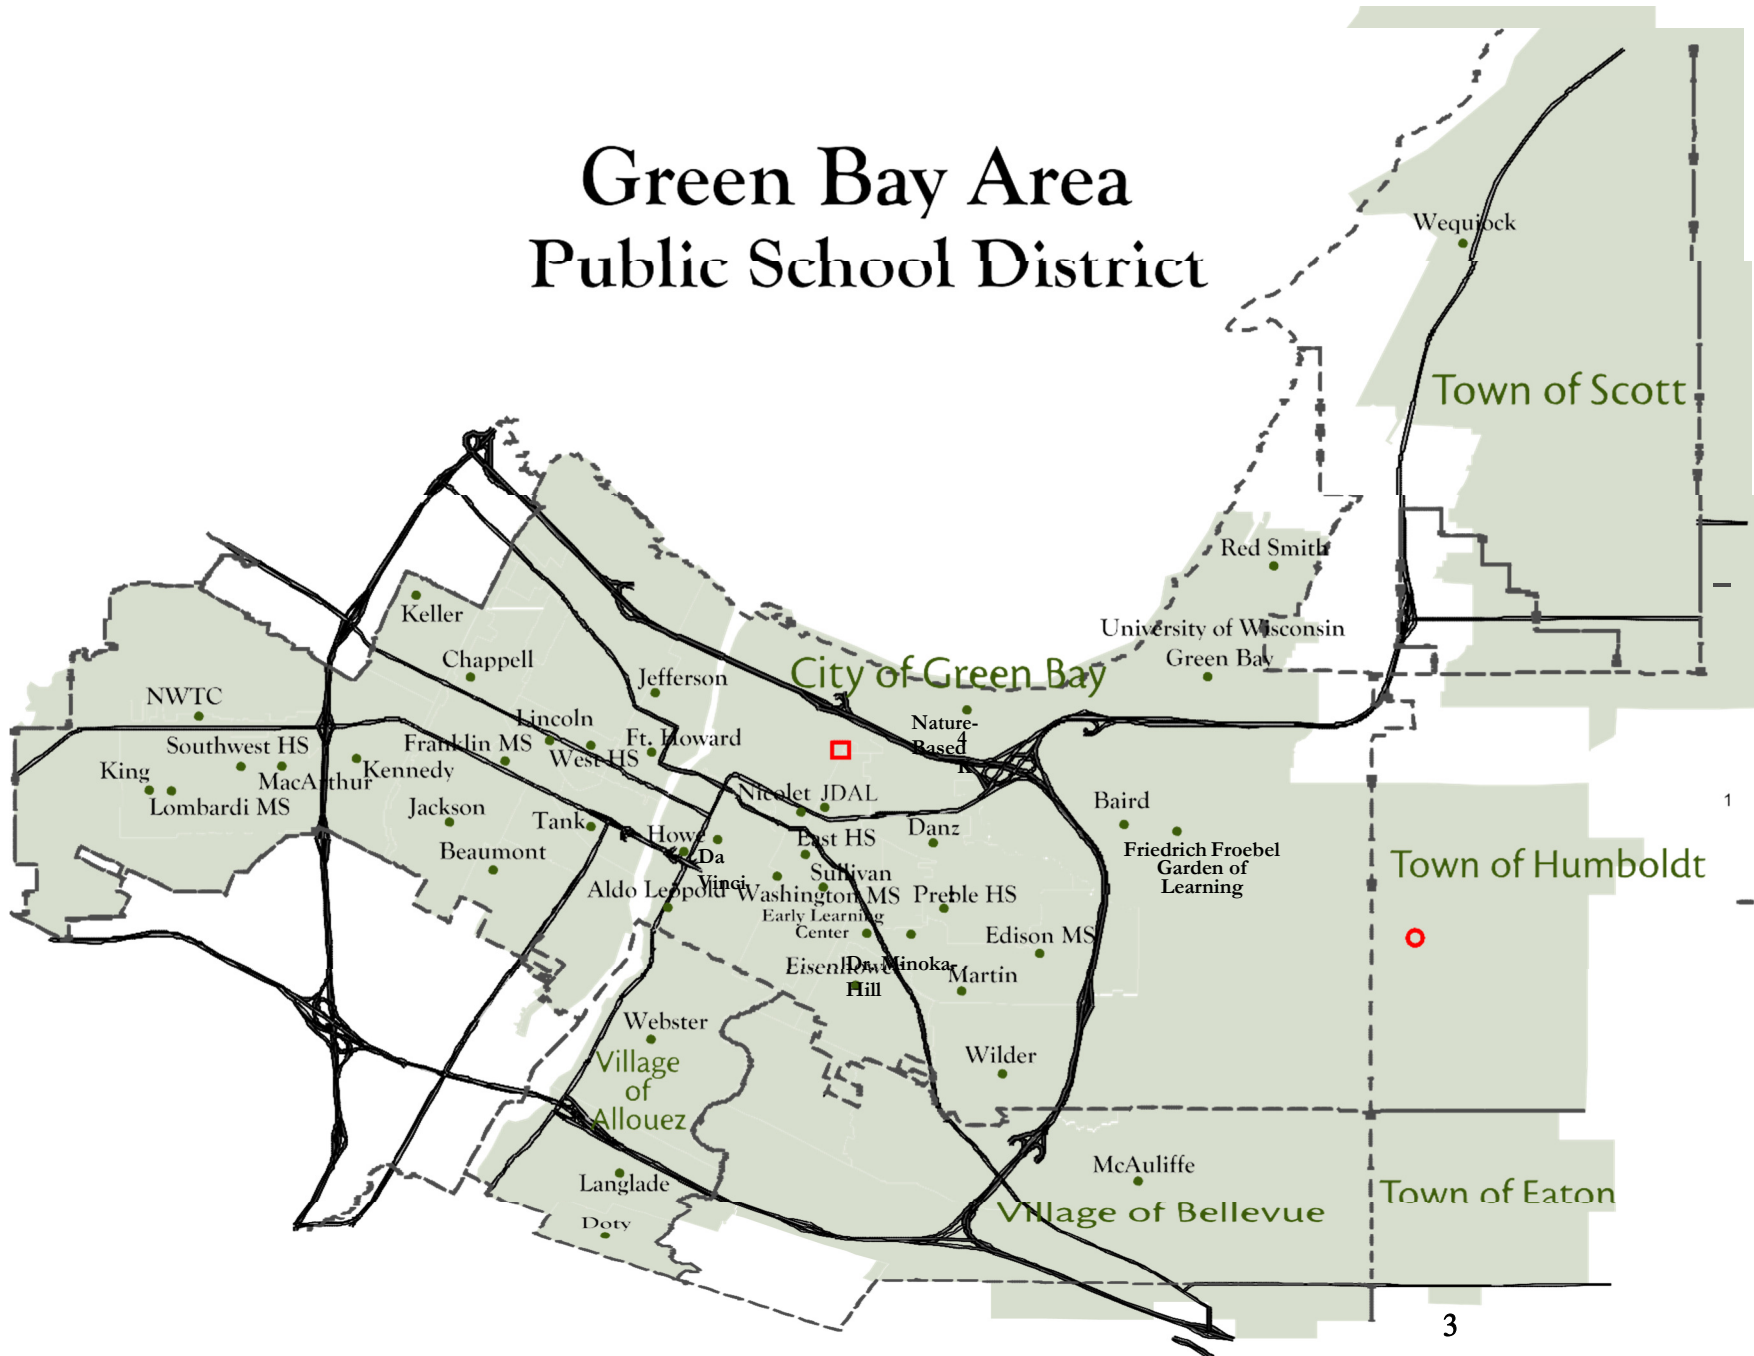 Green Bay Area
Public School District
Wequiock
Town of Scott
Red Smith
Keller
University of Wisconsin
Green Bay
Chappell
City of Green Bay
Jefferson
NWTC
Lincoln
Nature-
Based
4
K
Ft. Howard
Southwest HS
Franklin MS
West HS
King
MacArthur
Kennedy
Nicolet
JDAL
Baird
1
Lombardi MS
Jackson
Tank
Howe
East HS
Danz
Beaumont
Da
Vinci
Friedrich Froebel
Garden of
Learning
Town of Humboldt
Sullivan
Aldo Leopold
Washington MS
Preble HS
Early Learning
Center
Edison MS
Eisenhower
Dr. Minoka-
Hill
Martin
Webster
Wilder
Village
of
Allouez
McAuliffe
Langlade
Town of Eaton
Village of Bellevue
Doty
3